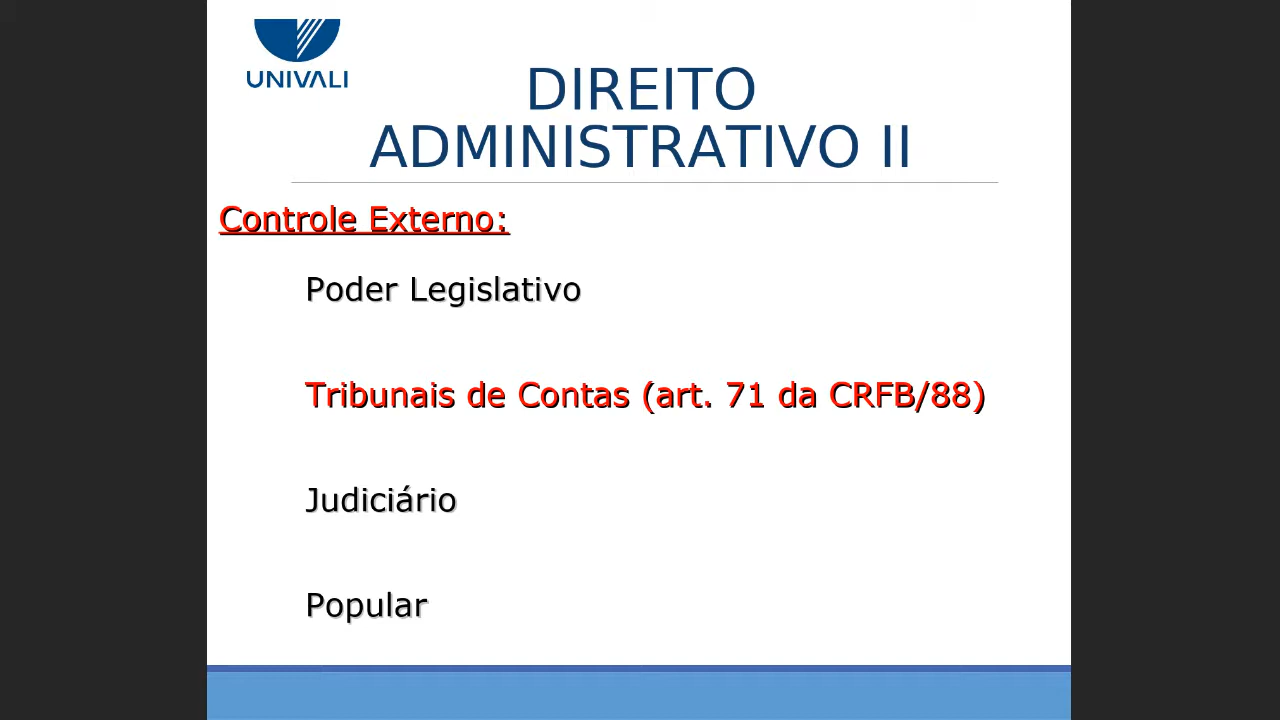 UNIVALI
DIREITO
ADMINISTRATIVO II
Controle Externo:
Poder Legislativo
Tribunais de Contas (art. 71 da CRFB/88)
Judiciário
Popular